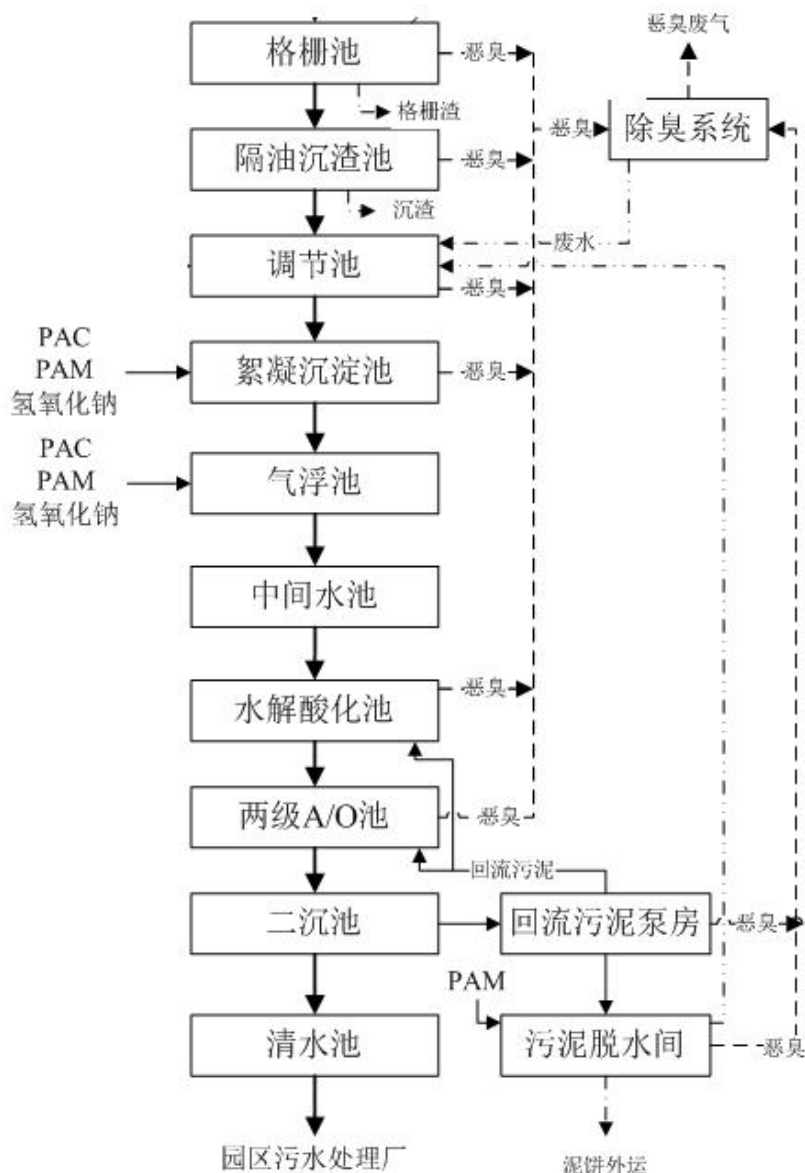 恶臭废气
格栅池
恶臭
格栅渣
恶臭
除臭系统
隔油沉渣池
恶臭
沉渣
废水
调节池
恶臭
PAC
PAM
氢氧化钠
絮凝沉淀池
恶臭
PAC
PAM
氢氧化钠
气浮池
中间水池
水解酸化池
恶臭
两级A/O池
恶臭
回流污泥
二沉池
回流污泥泵房
恶臭
PAM
清水池
污泥脱水间
恶臭
园区污水处理厂
泥饼外运